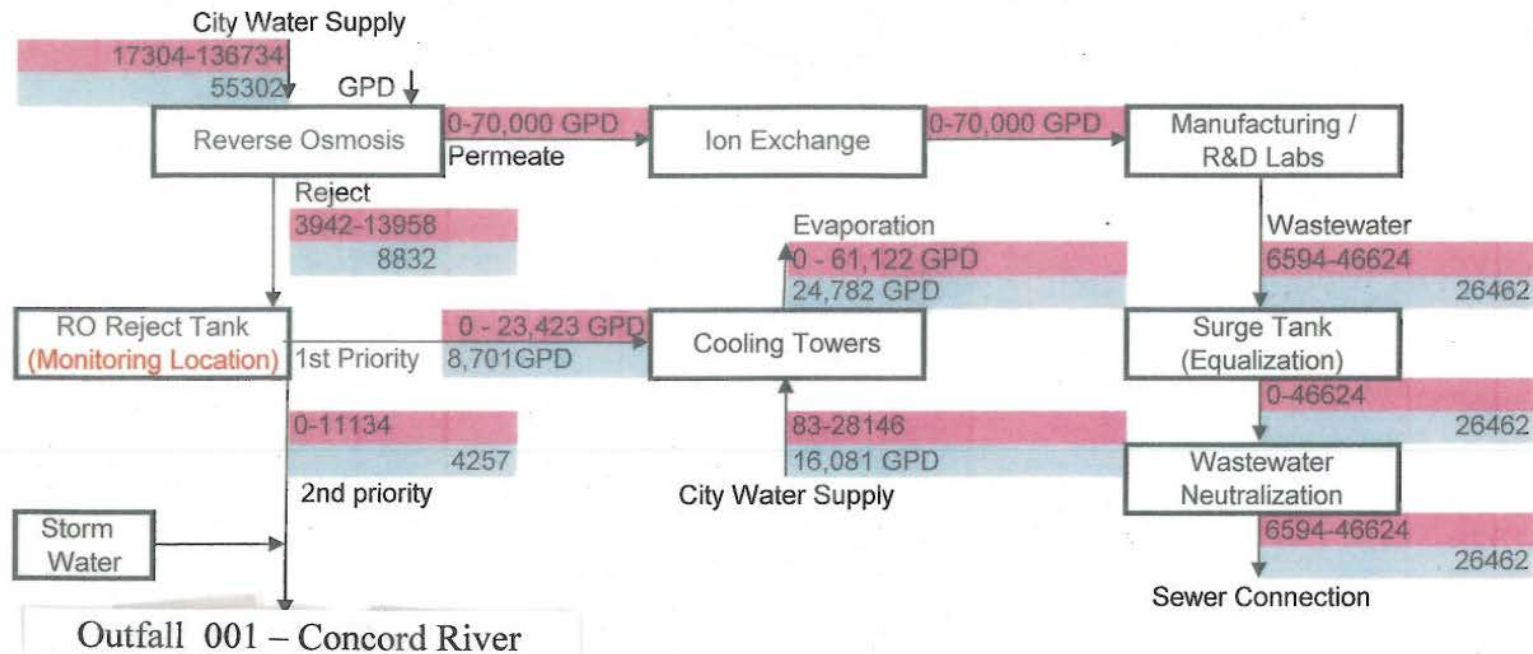 City Water Supply
17304-136734
55302
GPD
Reverse Osmosis
0-70,000 GPD
Permeate
Ion Exchange
0-70,000 GPD
Manufacturing /
R&D Labs
Reject
3942-13958
8832
Evaporation
0 - 61,122 GPD
24,782 GPD
Wastewater
6594-46624
26462
RO Reject Tank
(Monitoring Location)
1st Priority
0 - 23,423 GPD
8,701GPD
Cooling Towers
Surge Tank
(Equalization)
0-11134
4257
2nd priority
83-28146
16,081 GPD
City Water Supply
0-46624
26462
Wastewater
Neutralization
Storm
Water
6594-46624
26462
Sewer Connection
Outfall 001 – Concord River